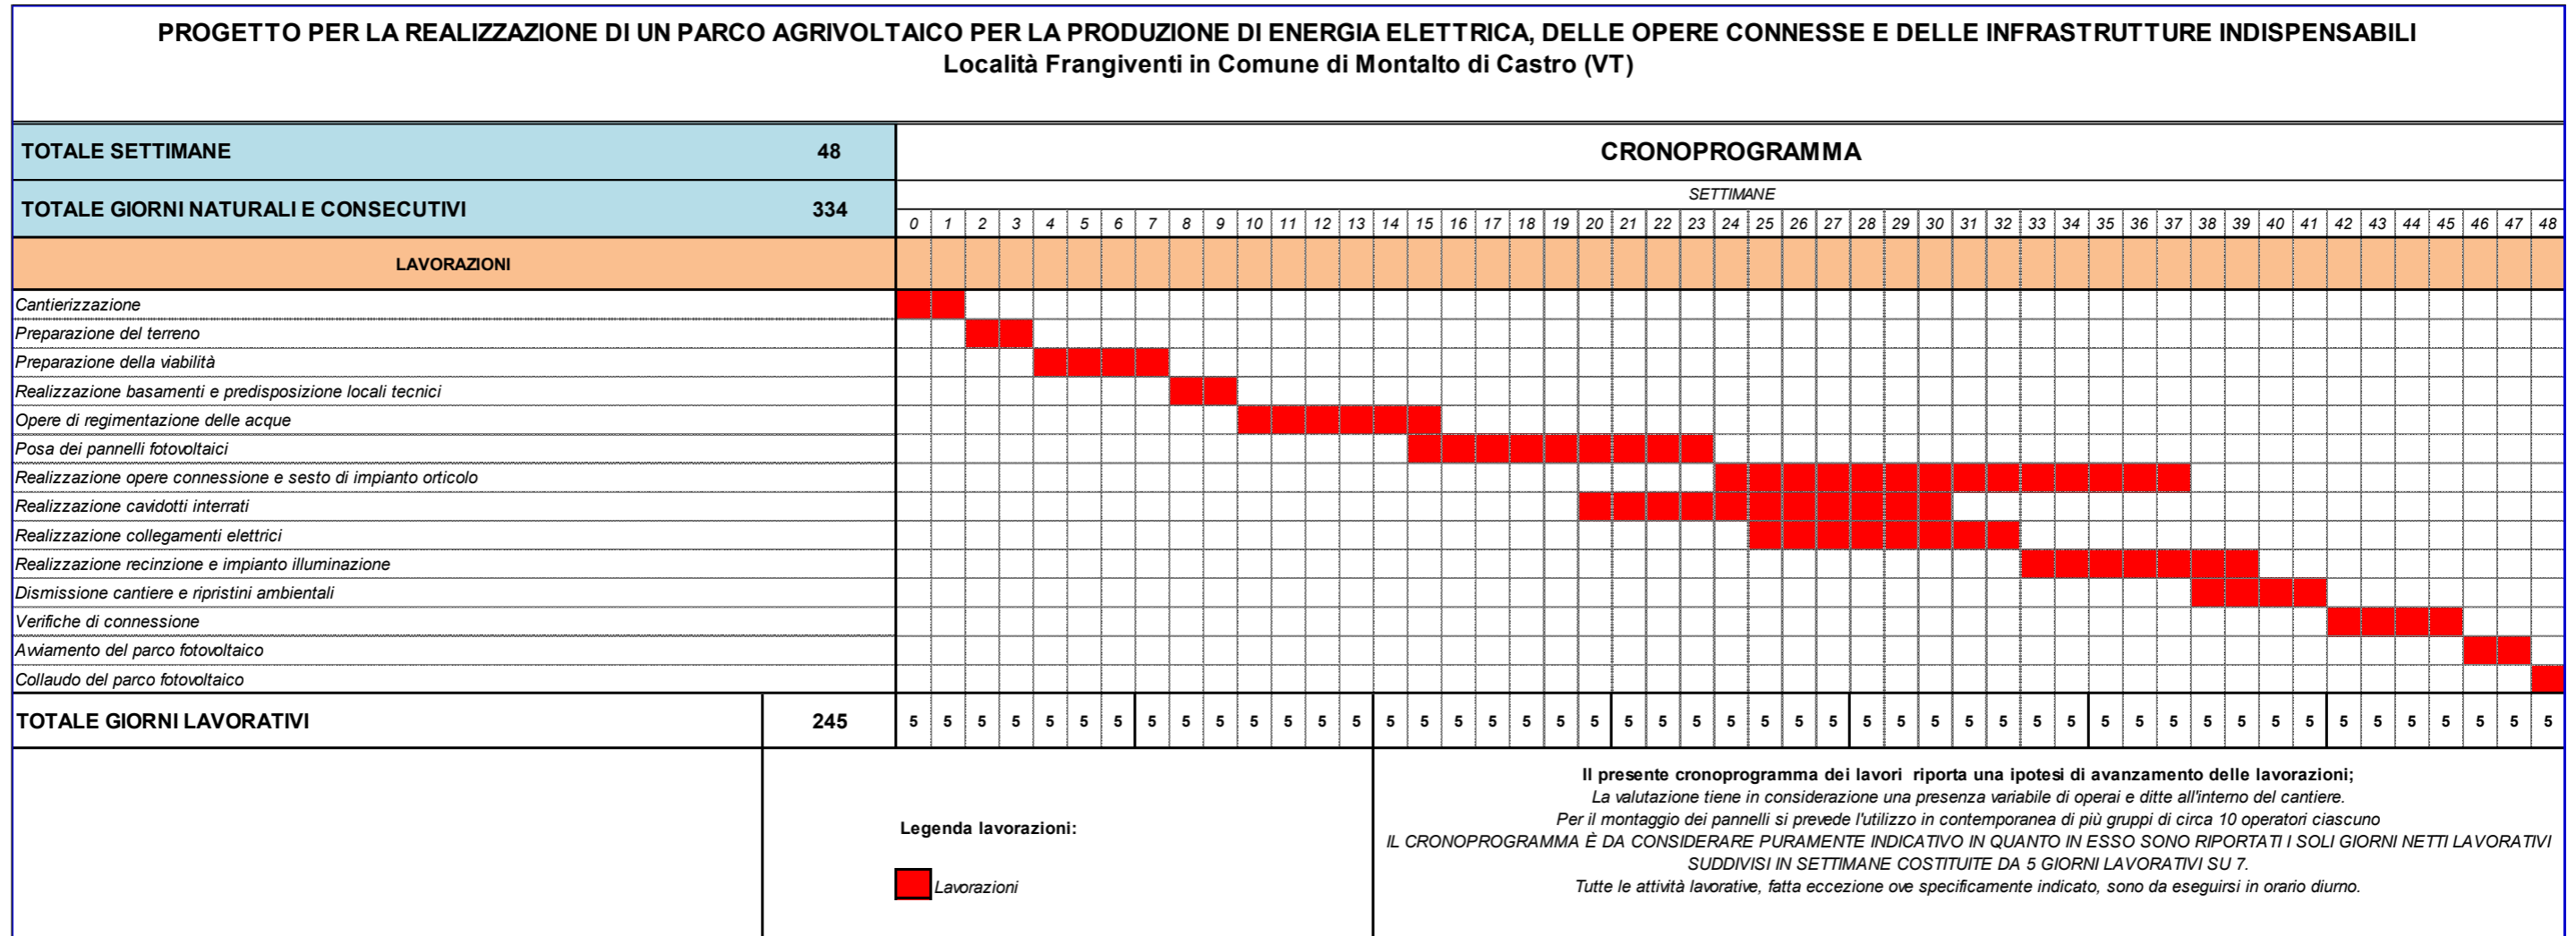 PROGETTO PER LA REALIZZAZIONE DI UN PARCO AGRIVOLTAICO PER LA PRODUZIONE DI ENERGIA ELETTRICA, DELLE OPERE CONNESSE E DELLE INFRASTRUTTURE INDISPENSABILI
Località Frangiventi in Comune di Montalto di Castro (VT)
TOTALE SETTIMANE 48
CRONOPROGRAMMA
TOTALE GIORNI NATURALI E CONSECUTIVI 334
SETTIMANE
0 1 2 3 4 5 6 7 8 9 10 11 12 13 14 15 16 17 18 19 20 21 22 23 24 25 26 27 28 29 30 31 32 33 34 35 36 37 38 39 40 41 42 43 44 45 46 47 48
LAVORAZIONI
Cantierizzazione
Preparazione del terreno
Preparazione della viabilità
Realizzazione basamenti e predisposizione locali tecnici
Opere di regimentazione delle acque
Posa dei pannelli fotovoltaici
Realizzazione opere connessione e sesto di impianto orticolo
Realizzazione cavidotti interrati
Realizzazione collegamenti elettrici
Realizzazione recinzione e impianto illuminazione
Dismissione cantiere e ripristini ambientali
Verifiche di connessione
Avviamento del parco fotovoltaico
Collaudo del parco fotovoltaico
TOTALE GIORNI LAVORATIVI 245 5 5 5 5 5 5 5 5 5 5 5 5 5 5 5 5 5 5 5 5 5 5 5 5 5 5 5 5 5 5 5 5 5 5 5 5 5 5 5 5 5 5 5 5 5 5 5 5 5
Legenda lavorazioni:
Lavorazioni
Il presente cronoprogramma dei lavori riporta una ipotesi di avanzamento delle lavorazioni;
La valutazione tiene in considerazione una presenza variabile di operai e ditte all'interno del cantiere.
Per il montaggio dei pannelli si prevede l'utilizzo in contemporanea di più gruppi di circa 10 operatori ciascuno
IL CRONOPROGRAMMA È DA CONSIDERARE PURAMENTE INDICATIVO IN QUANTO IN ESSO SONO RIPORTATI I SOLI GIORNI NETTI LAVORATIVI
SUDDIVISI IN SETTIMANE COSTITUITE DA 5 GIORNI LAVORATIVI SU 7.
Tutte le attività lavorative, fatta eccezione ove specificamente indicato, sono da eseguirsi in orario diurno.